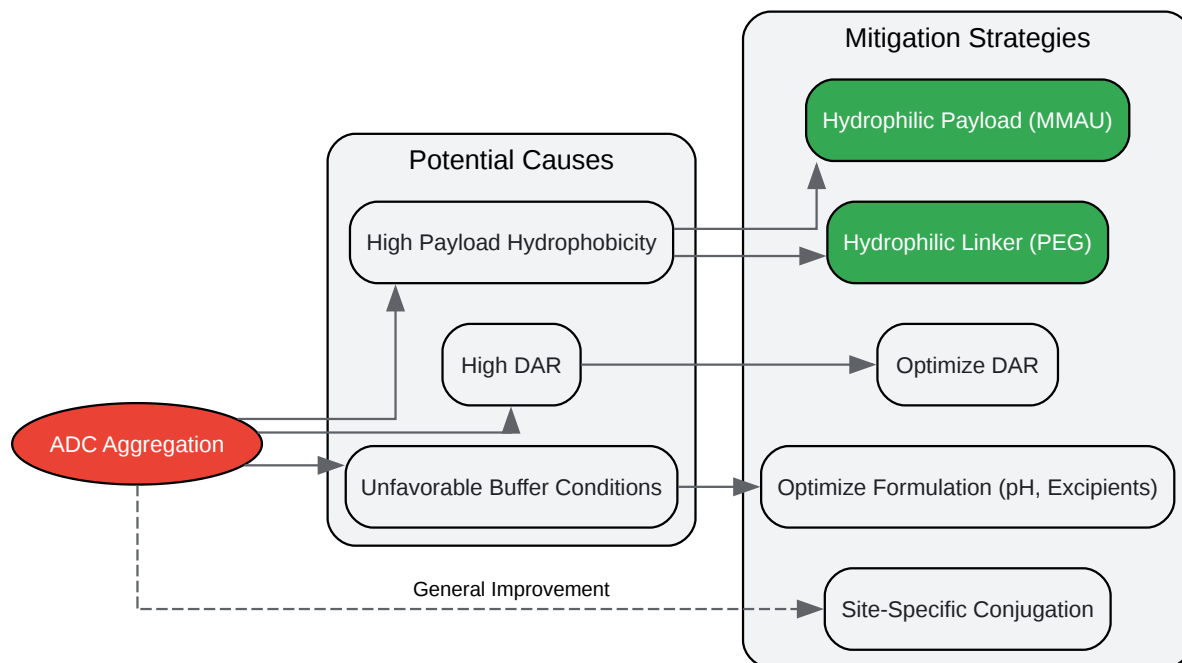 Mitigation Strategies
Hydrophilic Payload (MMAU)
Potential Causes
High Payload Hydrophobicity
Hydrophilic Linker (PEG)
High DAR
Optimize DAR
ADC Aggregation
Unfavorable Buffer Conditions
Optimize Formulation (pH, Excipients)
General Improvement
Site-Specific Conjugation